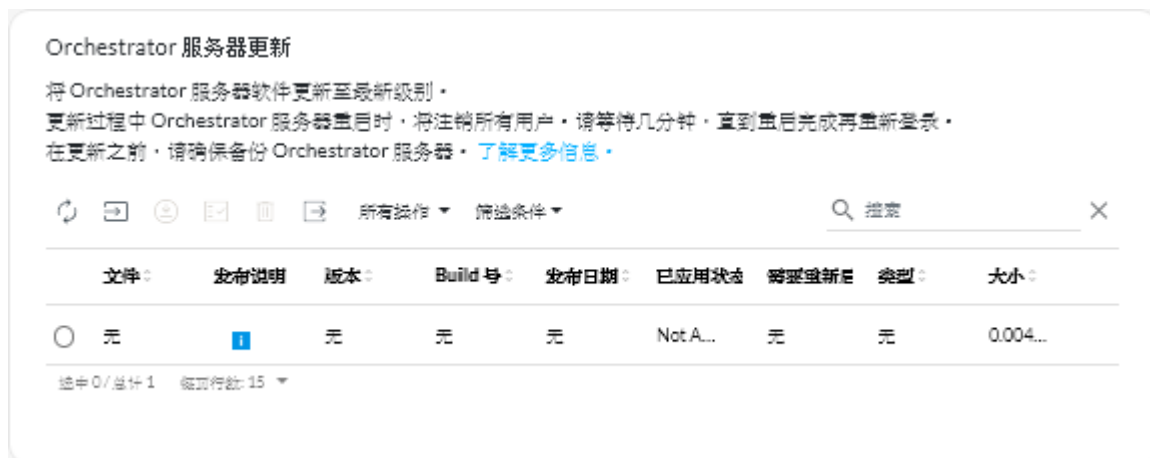 Orchestrator 服务器更新
将 Orchestrator 服务器软件更新至最新级别。
更新过程中 Orchestrator 服务器重启时，将注销所有用户。请等待几分钟，直到重启完成再重新登录。
在更新之前，请确保备份 Orchestrator 服务器。 了解更多信息。
所有操作 筛选条件 搜索
文件 发布说明 版本 Build 号 发布日期 已应用状态 需要重新启 类型 大小
无 i 无 无 无 Not A... 无 无 0.004...
选中 0 / 总计 1 每页行数: 15